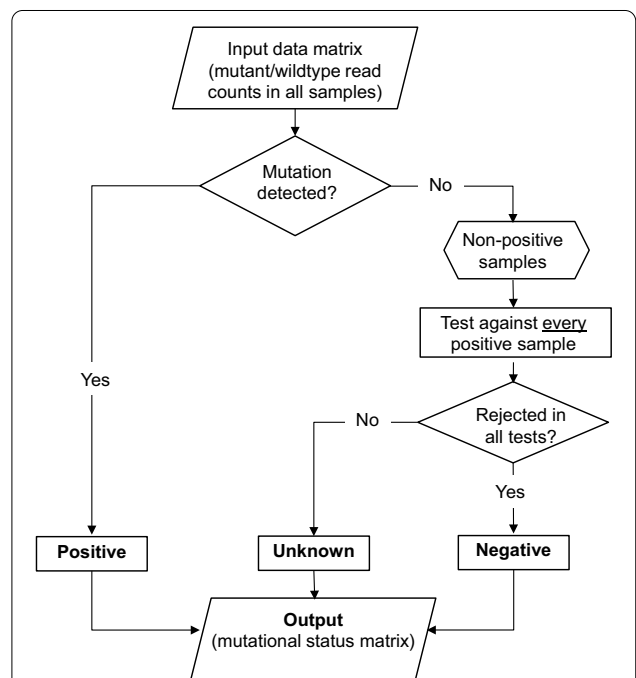 Input data matrix
(mutant/wildtype read
counts in all samples)
Mutation
detected?
No
Non-positive
samples
Test against every
positive sample
Yes
No
Rejected in
all tests?
Yes
Positive
Unknown
Negative
Output
(mutational status matrix)